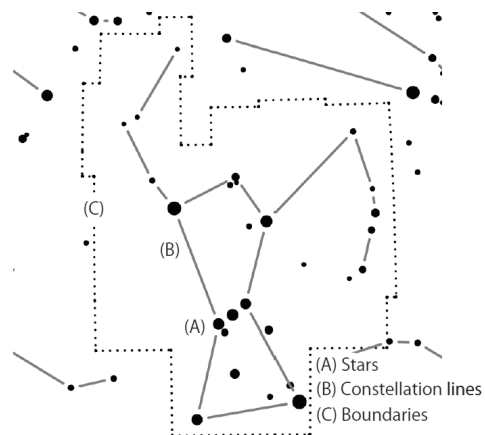 (C)
(B)
(A)
(A) Stars
(B) Constellation lines
(C) Boundaries